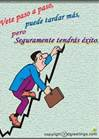 Vete paso a paso,
puede tardar más,
pero
Seguramente tendrás éxito.